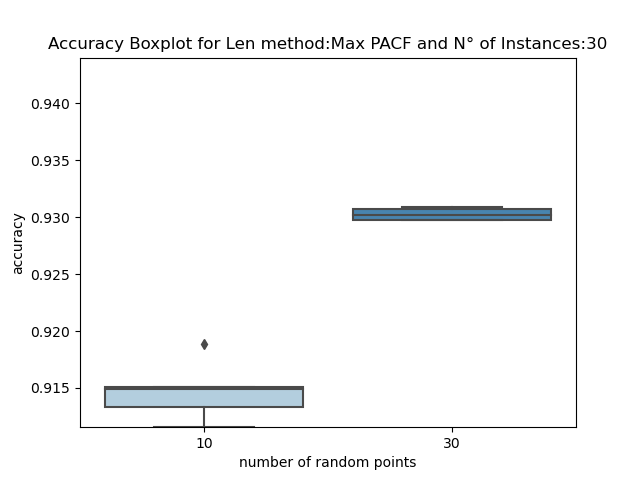 Accuracy Boxplot for Len method:Max PACF and N° of Instances:30
0.940
0.935
0.930
0.925
0.920
0.915
accuracy
10 30
number of random points